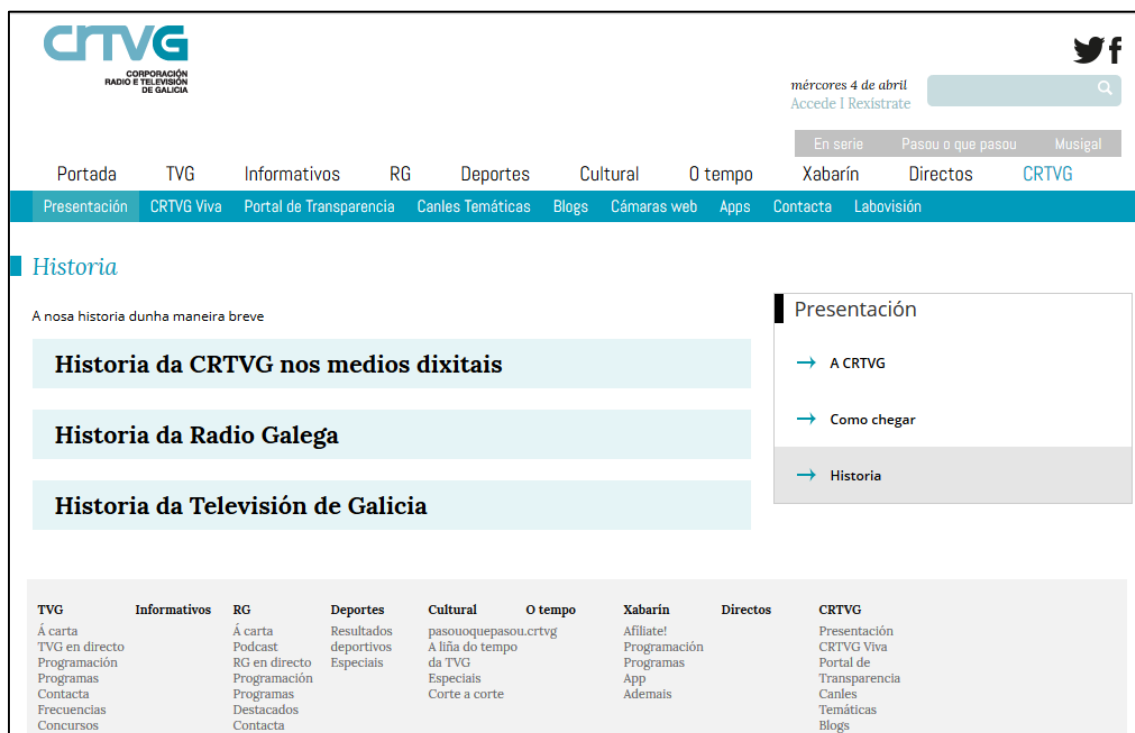 CRTVG
CORPORACIÓN
RADIO E TELEVISIÓN
DE GALICIA
mércores 4 de abril
Accede | Rexístrate
En serie Pasou o que pasou Musigal
Portada TVG Informativos RG Deportes Cultural O tempo Xabarín Directos CRTVG
Presentación CRTVG Viva Portal de Transparencia Canles Temáticas Blogs Cámaras web Apps Contacta Labovisión
Historia
A nosa historia dunha maneira breve
Historia da CRTVG nos medios dixitais
Historia da Radio Galega
Historia da Televisión de Galicia
Presentación
→ A CRTVG
→ Como chegar
→ Historia
TVG
Á carta
TVG en directo
Programación
Programas
Contacta
Frecuencias
Concursos
Informativos
RG
Á carta
Podcast
RG en directo
Programación
Programas
Destacados
Contacta
Deportes
Resultados
deportivos
Especiais
Cultural
pasouoquepasou.crtvg
A liña do tempo
da TVG
Especiais
Corte a corte
O tempo
Xabarín
Afíliate!
Programación
Programas
App
Ademais
Directos
CRTVG
Presentación
CRTVG Viva
Portal de
Transparencia
Canles
Temáticas
Blogs